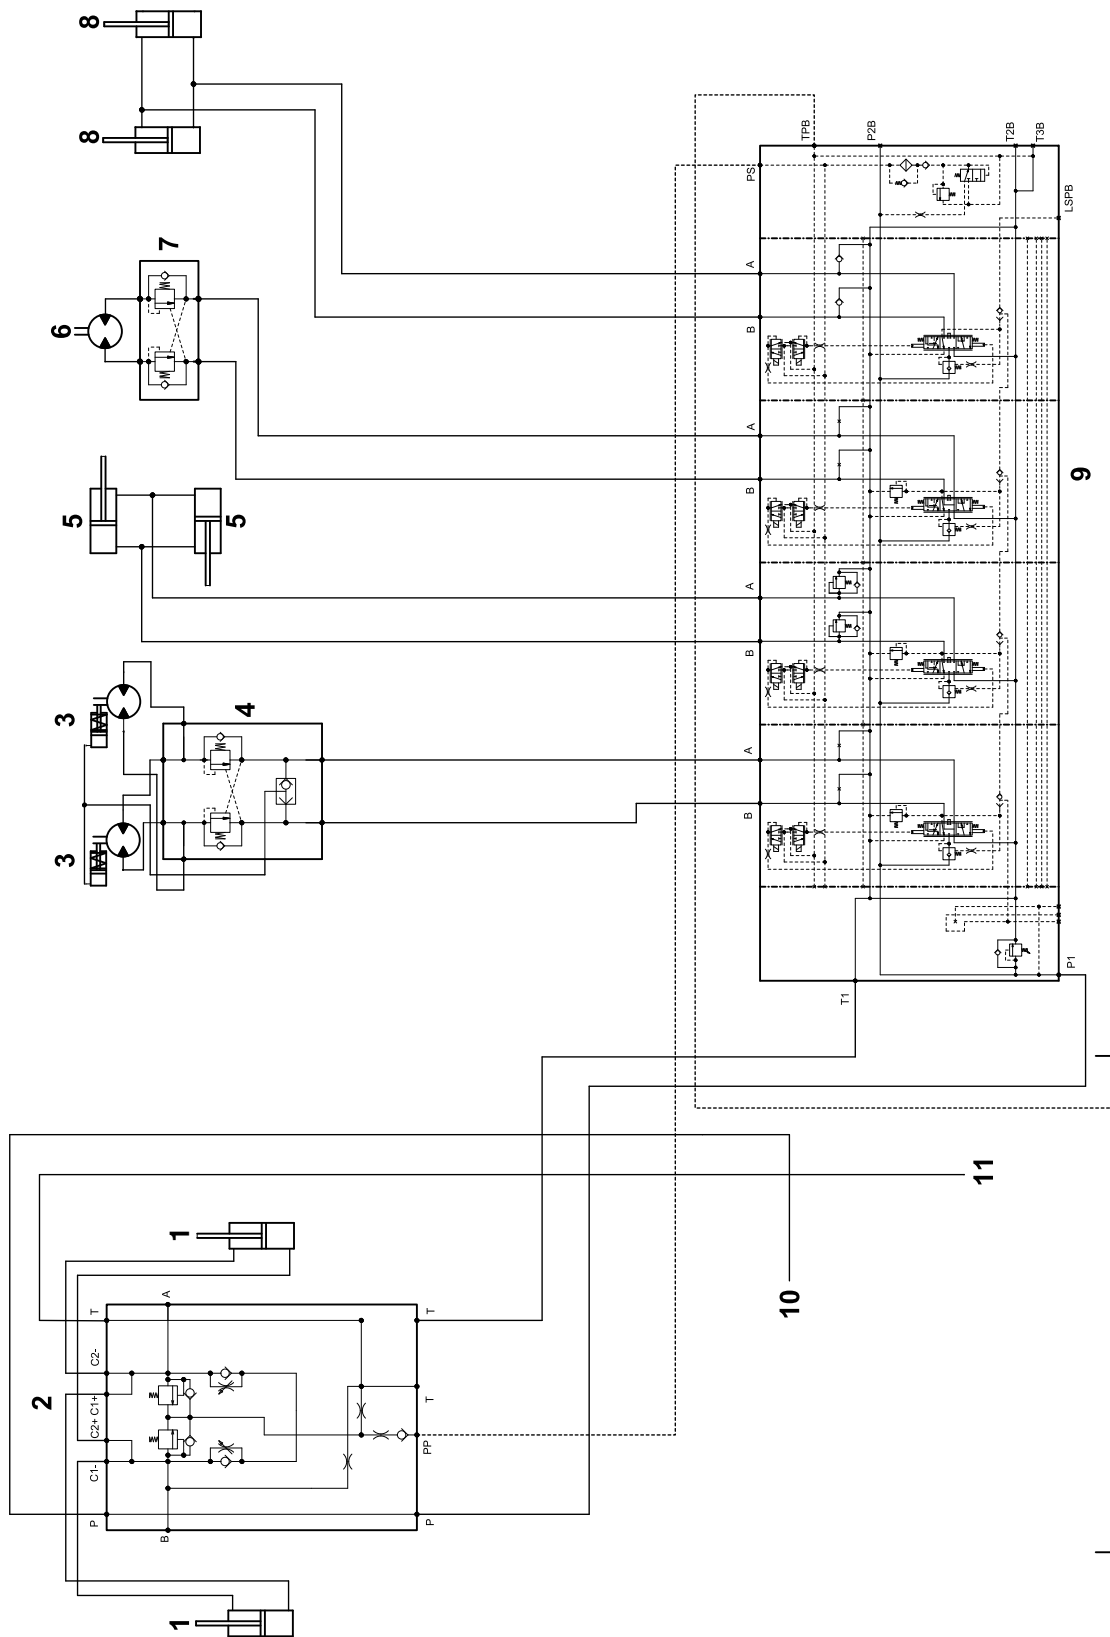 2
3 3 5 6 8 8
P C1- C2+ C1+ C2- T
B A 7
1 1
5
4
P PP T T
B A B A B A B A PS
10
TPB
T1
P2B
11
T2B
T3B
P1 LSPB
9